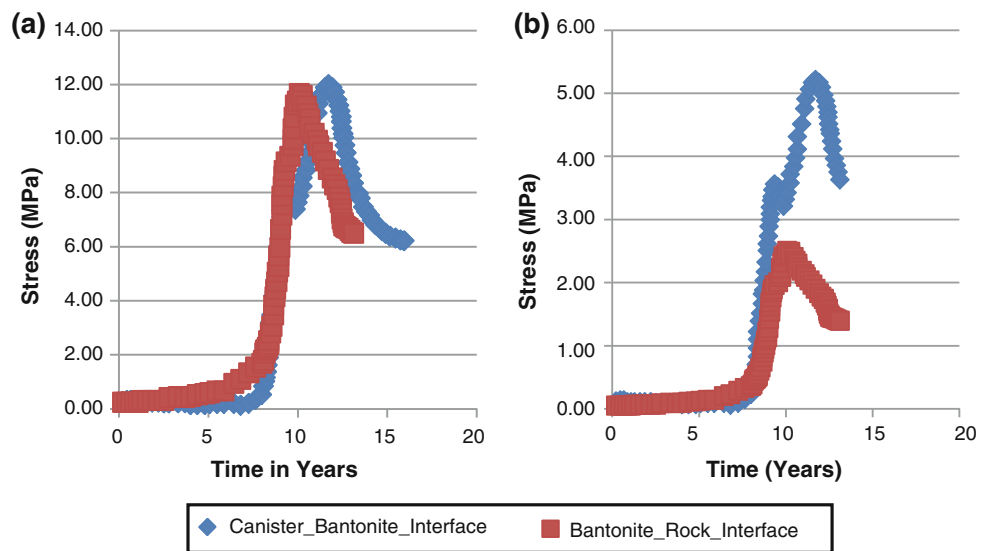 (a)
14.00
12.00
10.00
8.00
6.00
4.00
2.00
0.00
Stress (MPa)
0 5 10 15 20
Time in Years
(b)
6.00
5.00
4.00
3.00
2.00
1.00
0.00
Stress (MPa)
0 5 10 15 20
Time (Years)
Canister_Bantonite_Interface
Bantonite_Rock_Interface